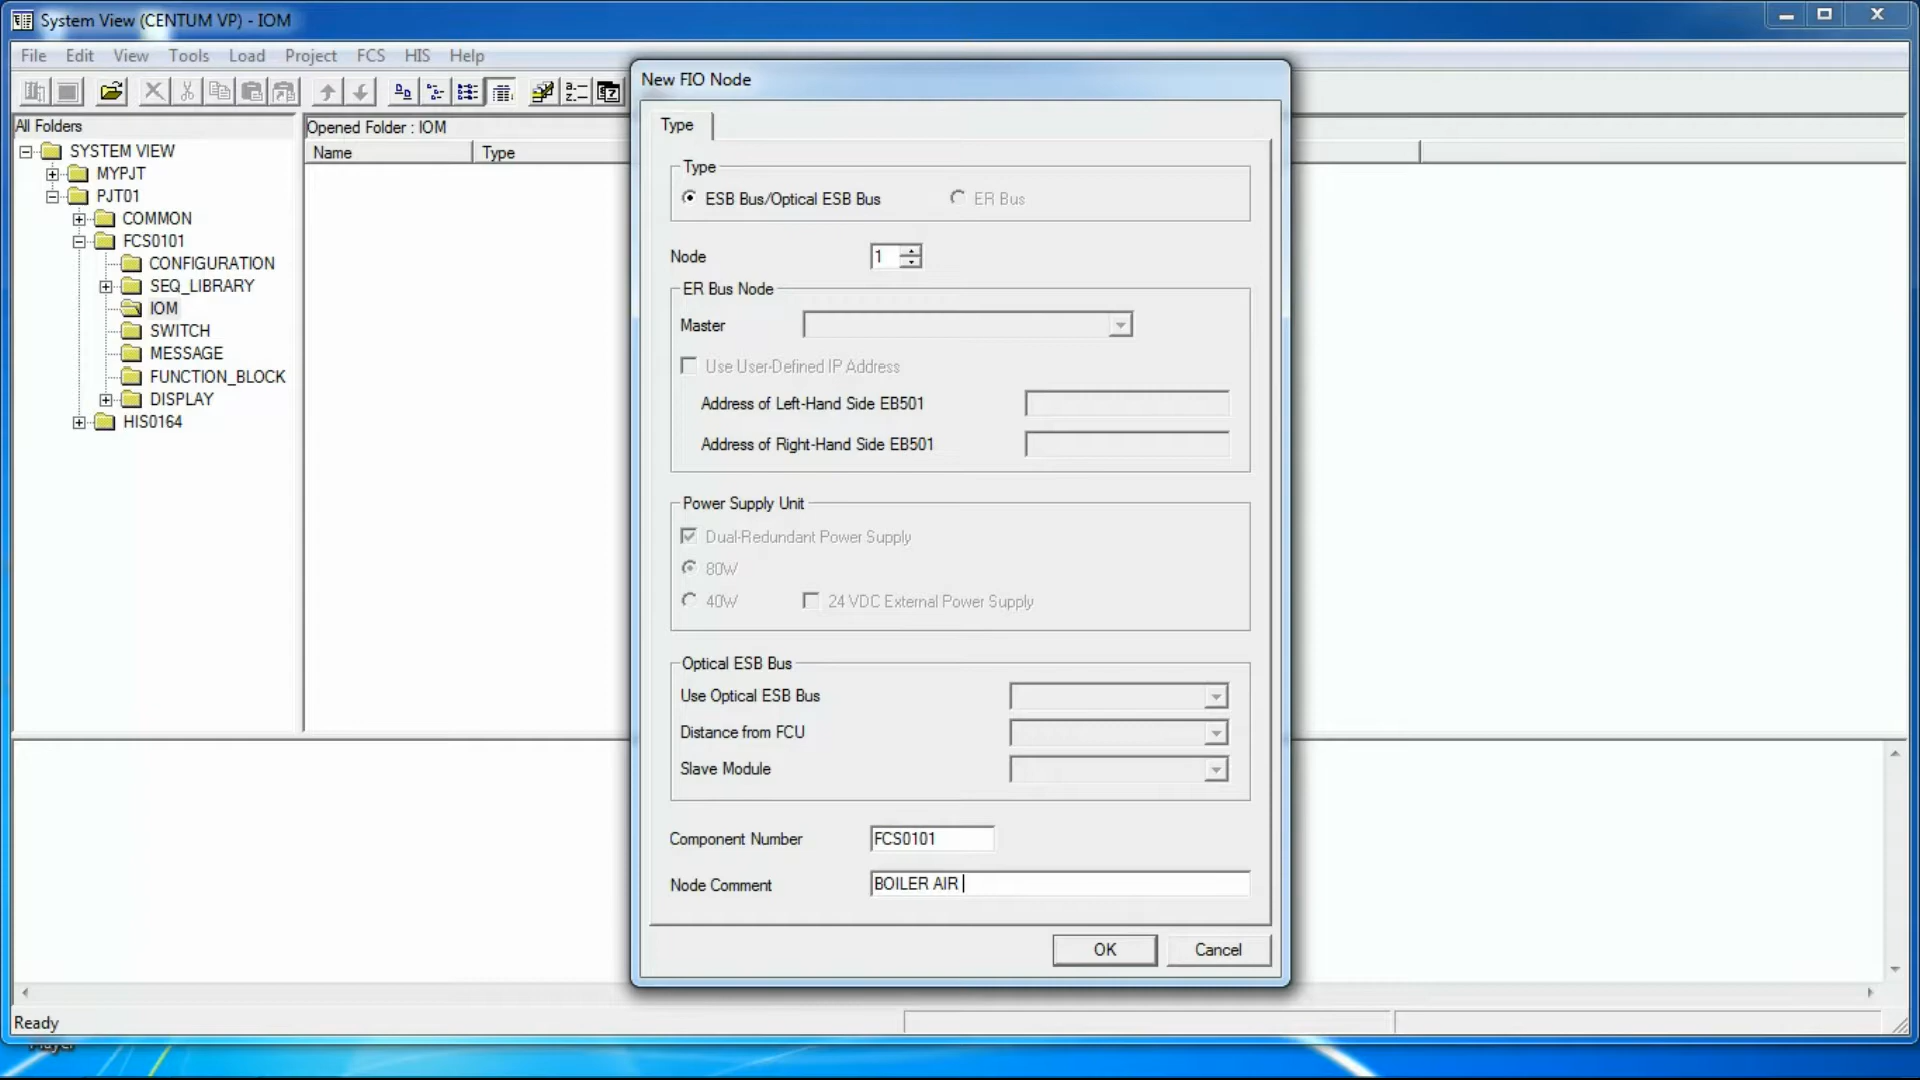 System View (CENTUM VP) - IOM
File Edit View Tools Load Project FCS HIS Help
All Folders
SYSTEM VIEW
MYPJT
PJT01
COMMON
FCS0101
CONFIGURATION
SEQ_LIBRARY
IOM
SWITCH
MESSAGE
FUNCTION_BLOCK
DISPLAY
HIS0164
Opened Folder : IOM
Name Type
New FIO Node
Type
Type
ESB Bus/Optical ESB Bus ER Bus
Node 1
ER Bus Node
Master
Use User-Defined IP Address
Address of Left-Hand Side EB501
Address of Right-Hand Side EB501
Power Supply Unit
Dual-Redundant Power Supply
80W
40W 24 VDC External Power Supply
Optical ESB Bus
Use Optical ESB Bus
Distance from FCU
Slave Module
Component Number FCS0101
Node Comment BOILER AIR
OK Cancel
Ready
Player